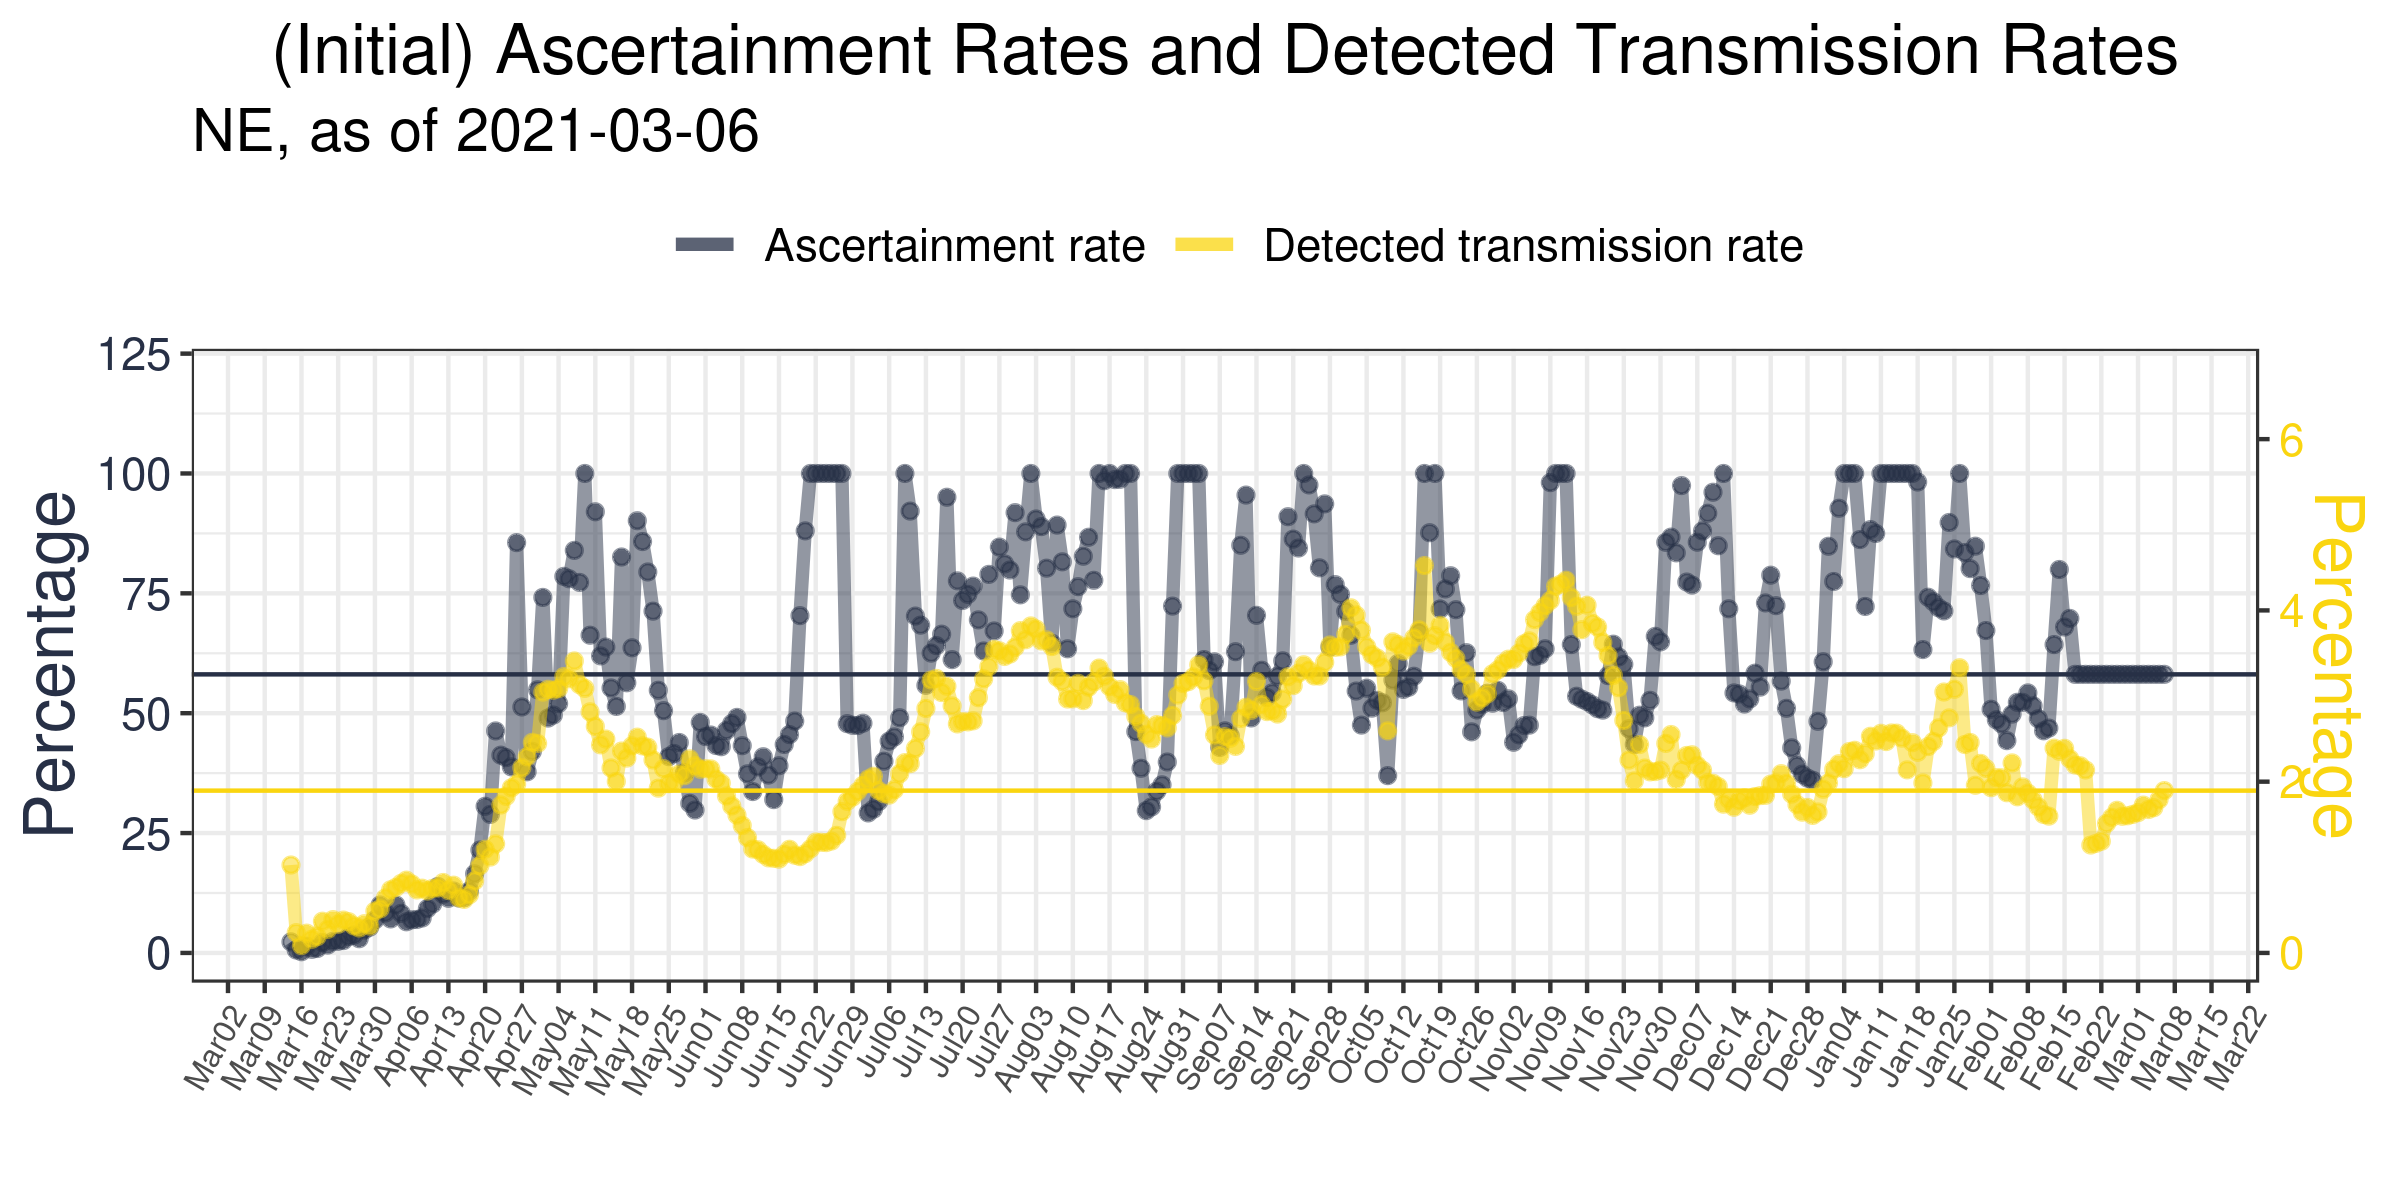 (Initial) Ascertainment Rates and Detected Transmission Rates
NE, as of 2021-03-06
Ascertainment rate
Detected transmission rate
125
100
75
50
25
0
Percentage
6
4
2
0
Percentage
Mar02
Mar09
Mar16
Mar23
Mar30
Apr06
Apr13
Apr20
Apr27
May04
May11
May18
May25
Jun01
Jun08
Jun15
Jun22
Jun29
Jul06
Jul13
Jul20
Jul27
Aug03
Aug10
Aug17
Aug24
Aug31
Sep07
Sep14
Sep21
Sep28
Oct05
Oct12
Oct19
Oct26
Nov02
Nov09
Nov16
Nov23
Nov30
Dec07
Dec14
Dec21
Dec28
Jan04
Jan11
Jan18
Jan25
Feb01
Feb08
Feb15
Feb22
Mar01
Mar08
Mar15
Mar22